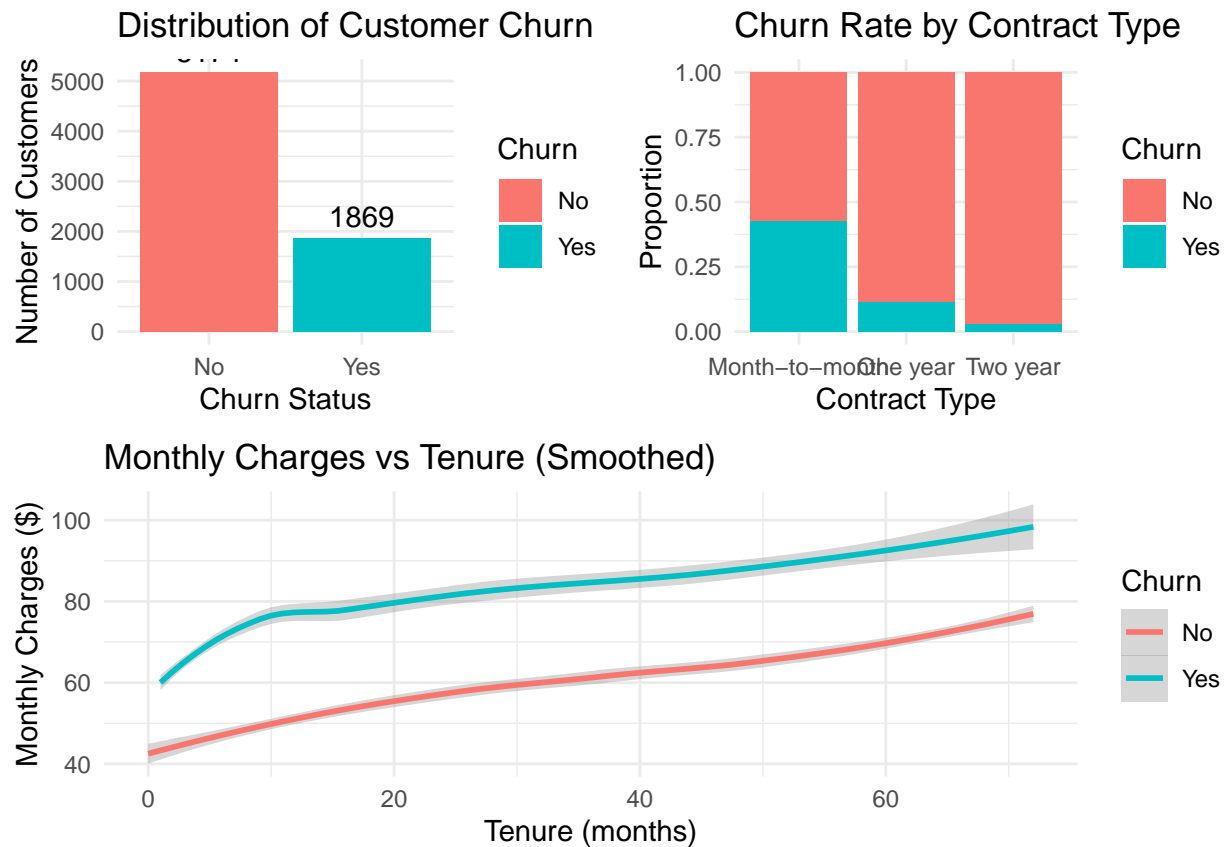 Distribution of Customer Churn
Number of Customers
5000
4000
3000
2000
1000
0
1869
No Yes
Churn Status
Churn
No
Yes
Churn Rate by Contract Type
Proportion
1.00
0.75
0.50
0.25
0.00
Month−to−month One year Two year
Contract Type
Churn
No
Yes
Monthly Charges vs Tenure (Smoothed)
Monthly Charges ($)
100
80
60
40
0 20 40 60
Tenure (months)
Churn
No
Yes